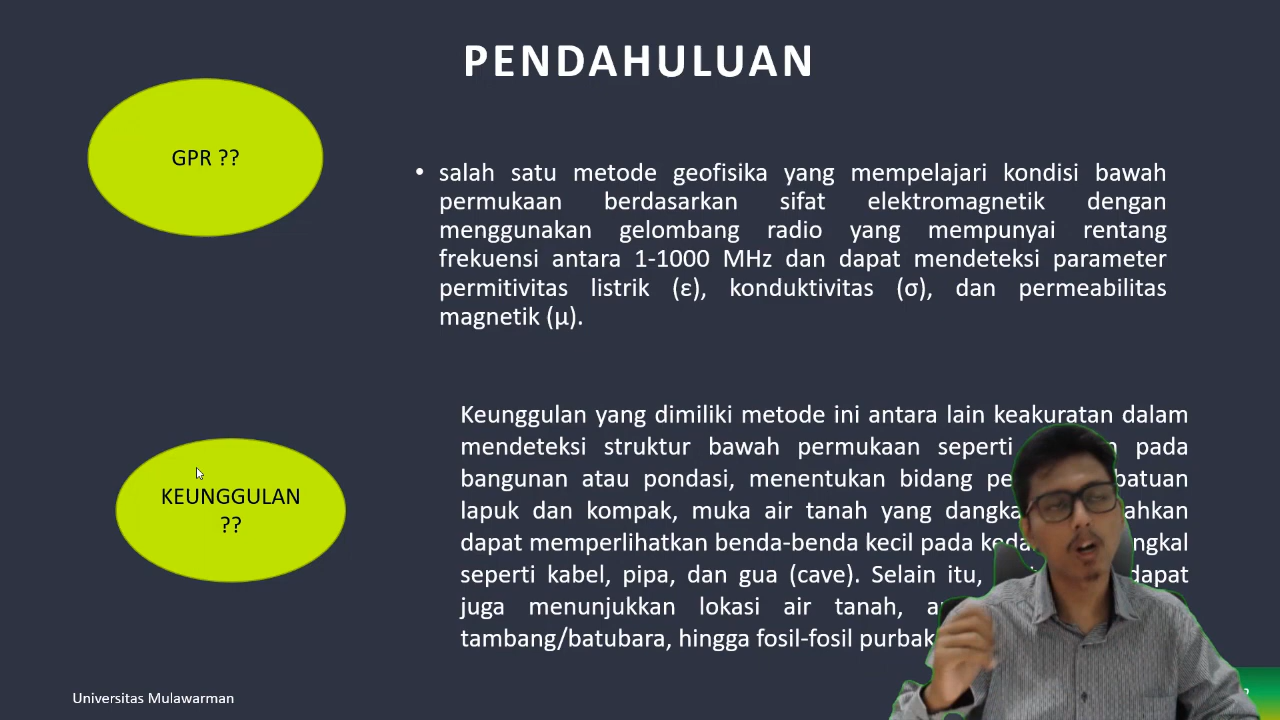 PENDAHULUAN
GPR ??
• salah satu metode geofisika yang mempelajari kondisi bawah
permukaan berdasarkan sifat elektromagnetik dengan
menggunakan gelombang radio yang mempunyai rentang
frekuensi antara 1-1000 MHz dan dapat mendeteksi parameter
permitivitas listrik (ε), konduktivitas (σ), dan permeabilitas
magnetik (μ).
KEUNGGULAN
??
Keunggulan yang dimiliki metode ini antara lain keakuratan dalam
mendeteksi struktur bawah permukaan seperti pada
bangunan atau pondasi, menentukan bidang batuan
lapuk dan kompak, muka air tanah yang
dapat memperlihatkan benda-benda kecil pada
seperti kabel, pipa, dan gua (cave). Selain itu, dapat
juga menunjukkan lokasi air tanah,
tambang/batubara, hingga fosil-fosil
Universitas Mulawarman